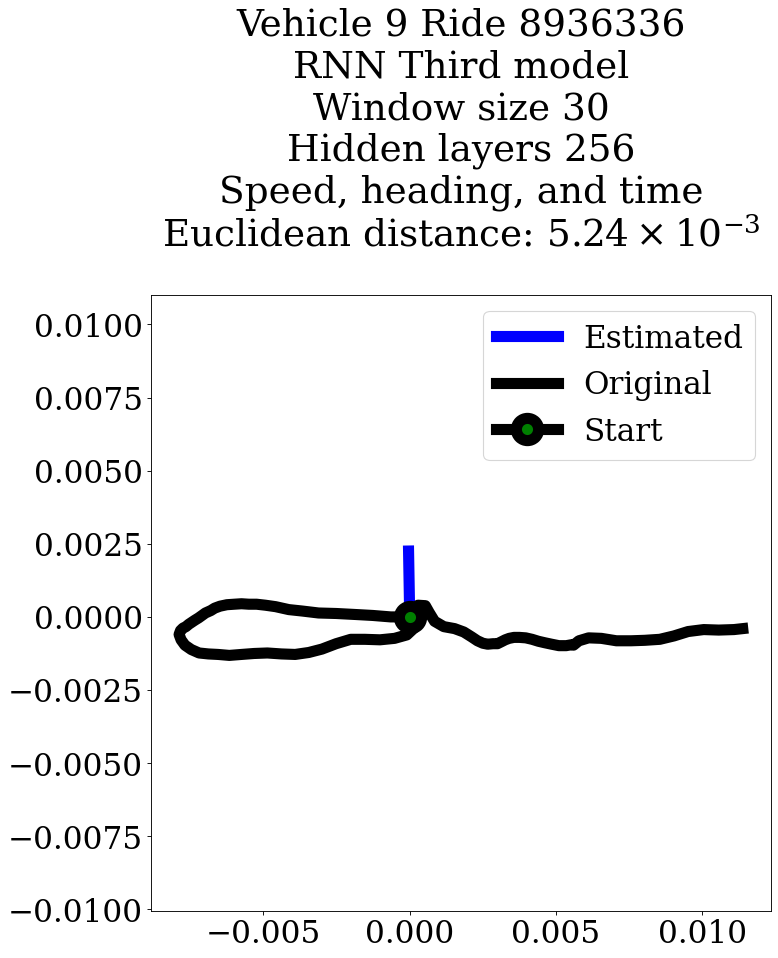 Vehicle 9 Ride 8936336
RNN Third model
Window size 30
Hidden layers 256
Speed, heading, and time
Euclidean distance: 5.24 × 10⁻³
Estimated
Original
Start
0.0100
0.0075
0.0050
0.0025
0.0000
−0.0025
−0.0050
−0.0075
−0.0100
−0.005 0.000 0.005 0.010